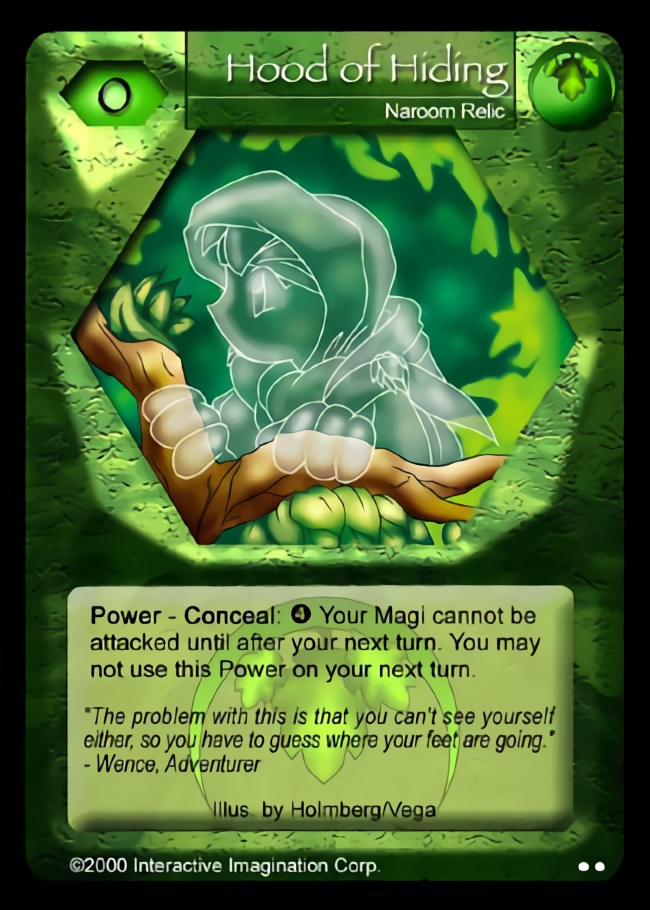 0
Hood of Hiding
Naroom Relic
Power - Conceal: 4 Your Magi cannot be
attacked until after your next turn. You may
not use this Power on your next turn.
"The problem with this is that you can't see yourself
either, so you have to guess where your feet are going."
- Wence, Adventurer
Illus. by Holmberg/Vega
©2000 Interactive Imagination Corp.